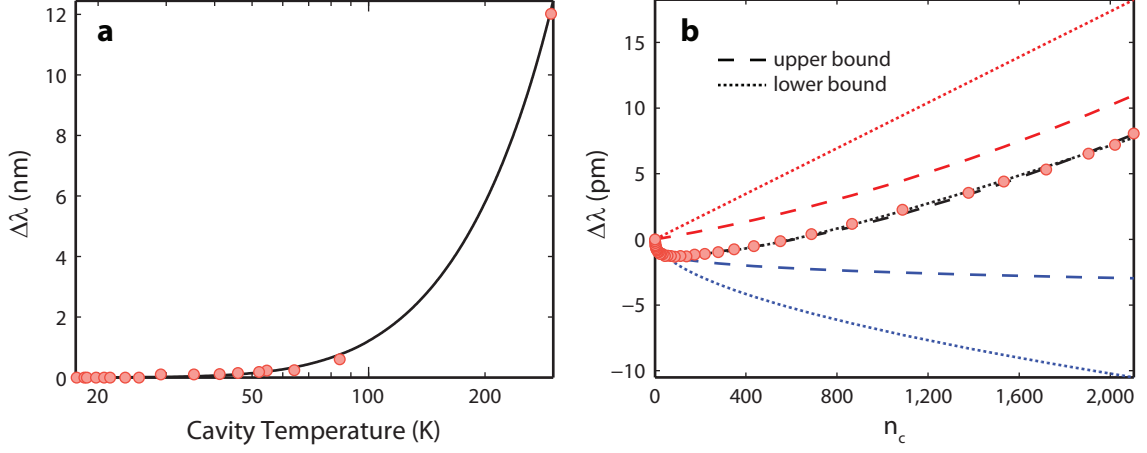 a
12
10
8
6
4
2
0
Δλ (nm)
20
50
100
200
Cavity Temperature (K)
b
upper bound
lower bound
15
10
5
0
−5
−10
Δλ (pm)
0
400
800
1,200
1,600
2,000
n_c